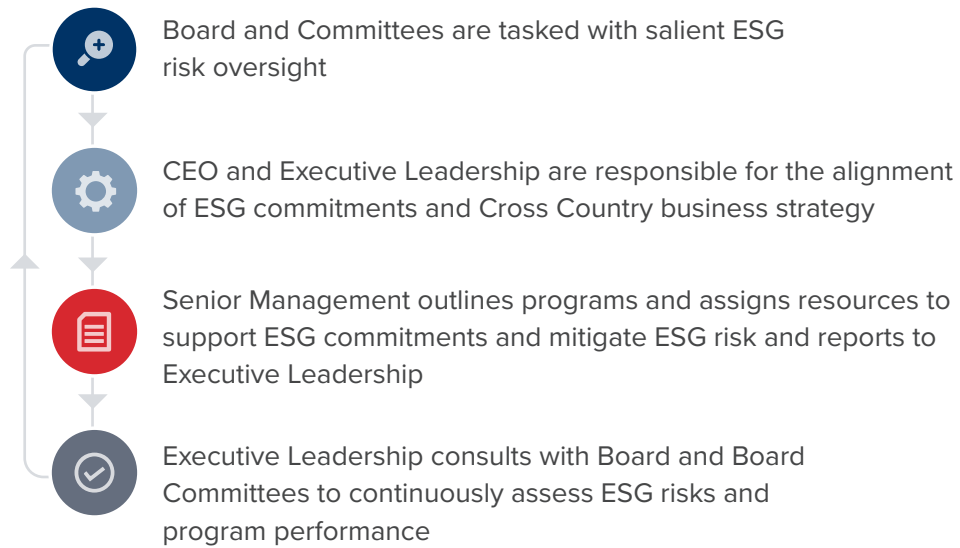 Board and Committees are tasked with salient ESG
risk oversight
CEO and Executive Leadership are responsible for the alignment
of ESG commitments and Cross Country business strategy
Senior Management outlines programs and assigns resources to
support ESG commitments and mitigate ESG risk and reports to
Executive Leadership
Executive Leadership consults with Board and Board
Committees to continuously assess ESG risks and
program performance